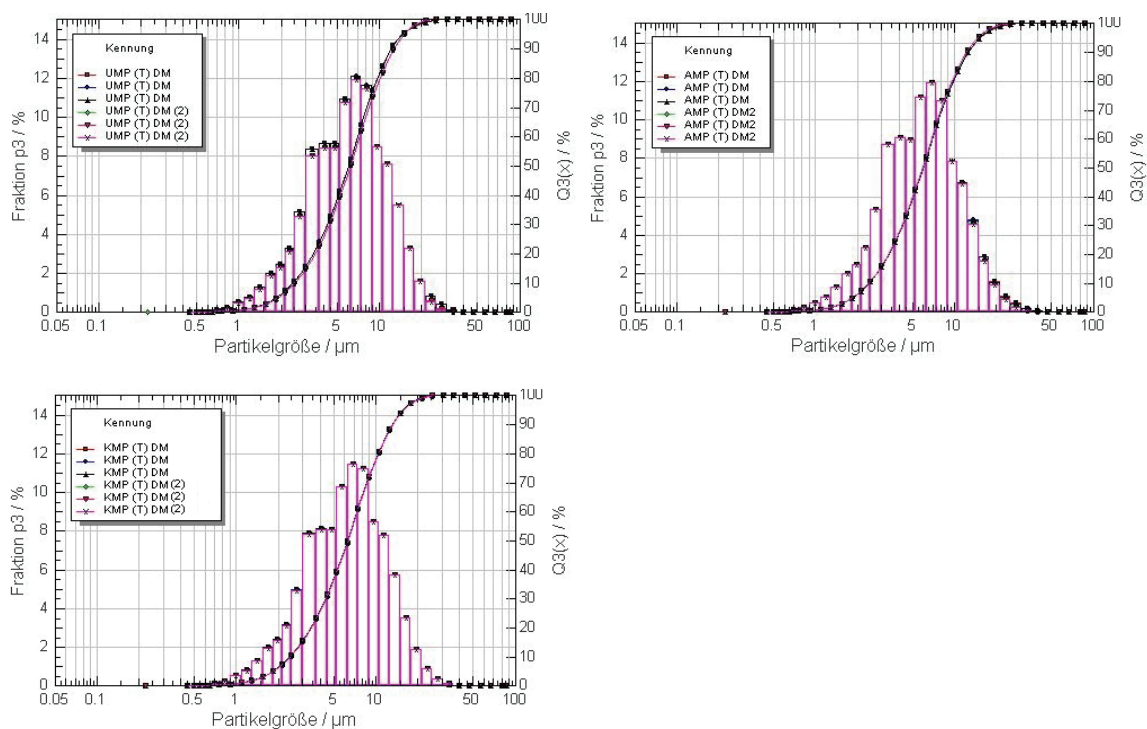 Fraktion p3 / %
14
12
10
8
6
4
2
0
Kennung
UMP (T) DM
UMP (T) DM
UMP (T) DM
UMP (T) DM (2)
UMP (T) DM (2)
UMP (T) DM (2)
100
90
80
70
60
50
40
30
20
10
0
Q3(x) / %
0.05 0.1 0.5 1 5 10 50 100
Partikelgröße / µm
Fraktion p3 / %
14
12
10
8
6
4
2
0
Kennung
AMP (T) DM
AMP (T) DM
AMP (T) DM
AMP (T) DM2
AMP (T) DM2
AMP (T) DM2
100
90
80
70
60
50
40
30
20
10
0
Q3(x) / %
0.05 0.1 0.5 1 5 10 50 100
Partikelgröße / µm
Fraktion p3 / %
14
12
10
8
6
4
2
0
Kennung
KMP (T) DM
KMP (T) DM
KMP (T) DM
KMP (T) DM (2)
KMP (T) DM (2)
KMP (T) DM (2)
100
90
80
70
60
50
40
30
20
10
0
Q3(x) / %
0.05 0.1 0.5 1 5 10 50 100
Partikelgröße / µm